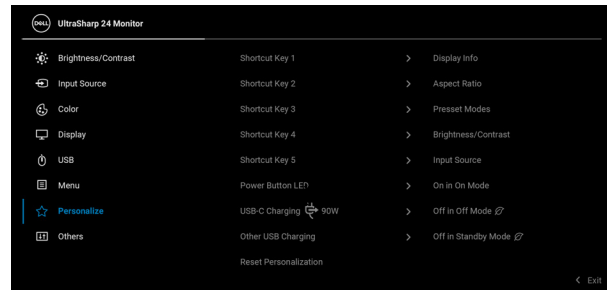 DELL UltraSharp 24 Monitor
Brightness/Contrast Shortcut Key 1 > Display Info
Input Source Shortcut Key 2 > Aspect Ratio
Color Shortcut Key 3 > Presset Modes
Display Shortcut Key 4 > Brightness/Contrast
USB Shortcut Key 5 > Input Source
Menu Power Button LED > On in On Mode
Personalize USB-C Charging 90W > Off in Off Mode
Others Other USB Charging > Off in Standby Mode
Reset Personalization
< Exit